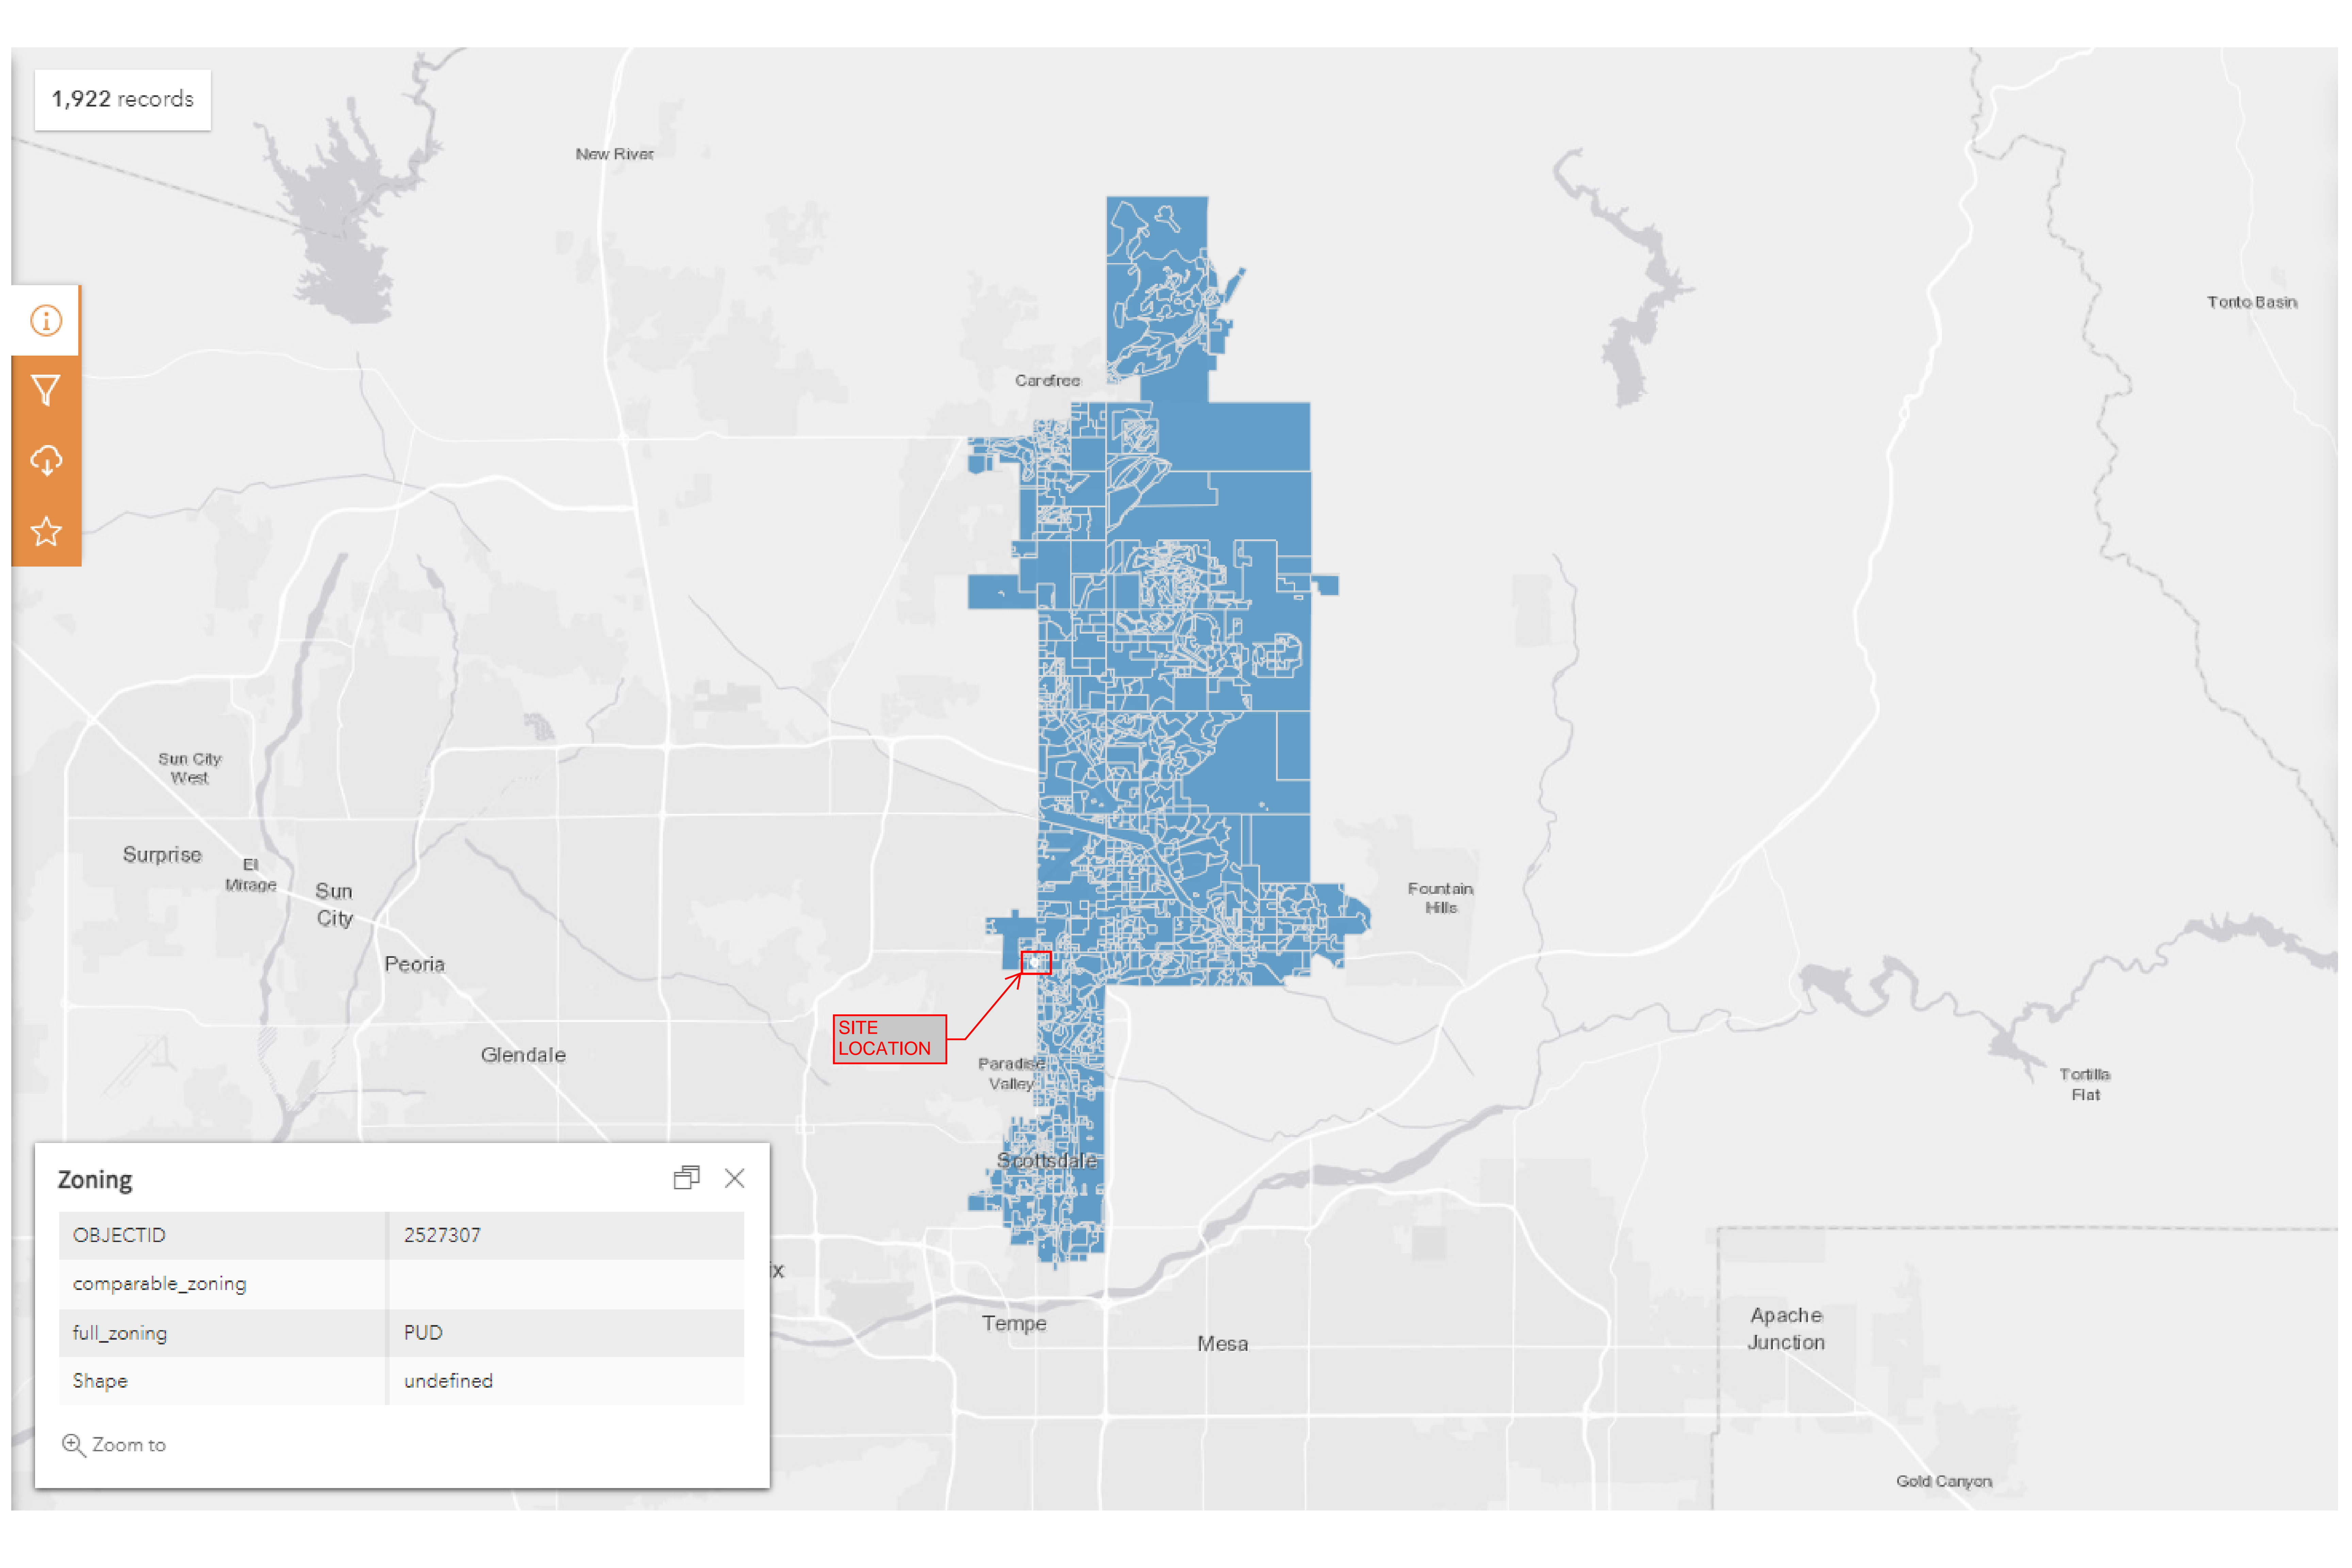 1,922 records
New River
Tonto Basin
Carefree
Sun City
West
Surprise
El
Mirage
Sun
City
Fountain
Hills
Peoria
SITE
LOCATION
Glendale
Paradise
Valley
Tortilla
Flat
Scottsdale
Zoning
OBJECTID 2527307
comparable_zoning
full_zoning PUD
Shape undefined
Zoom to
ix
Tempe
Mesa
Apache
Junction
Gold Canyon